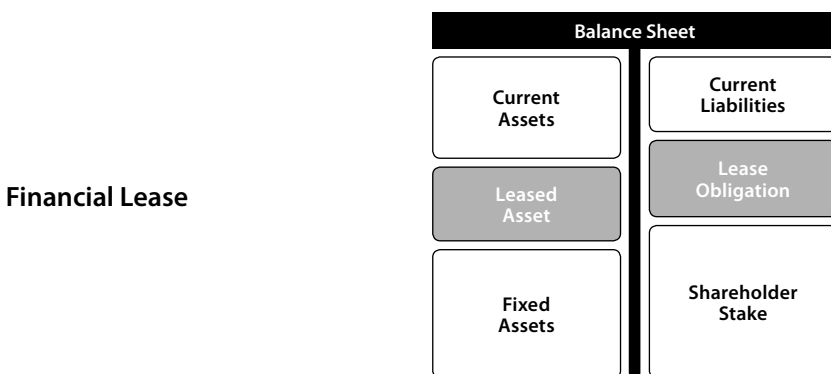 Balance Sheet
Current
Assets
Current
Liabilities
Financial Lease
Leased
Asset
Lease
Obligation
Fixed
Assets
Shareholder
Stake